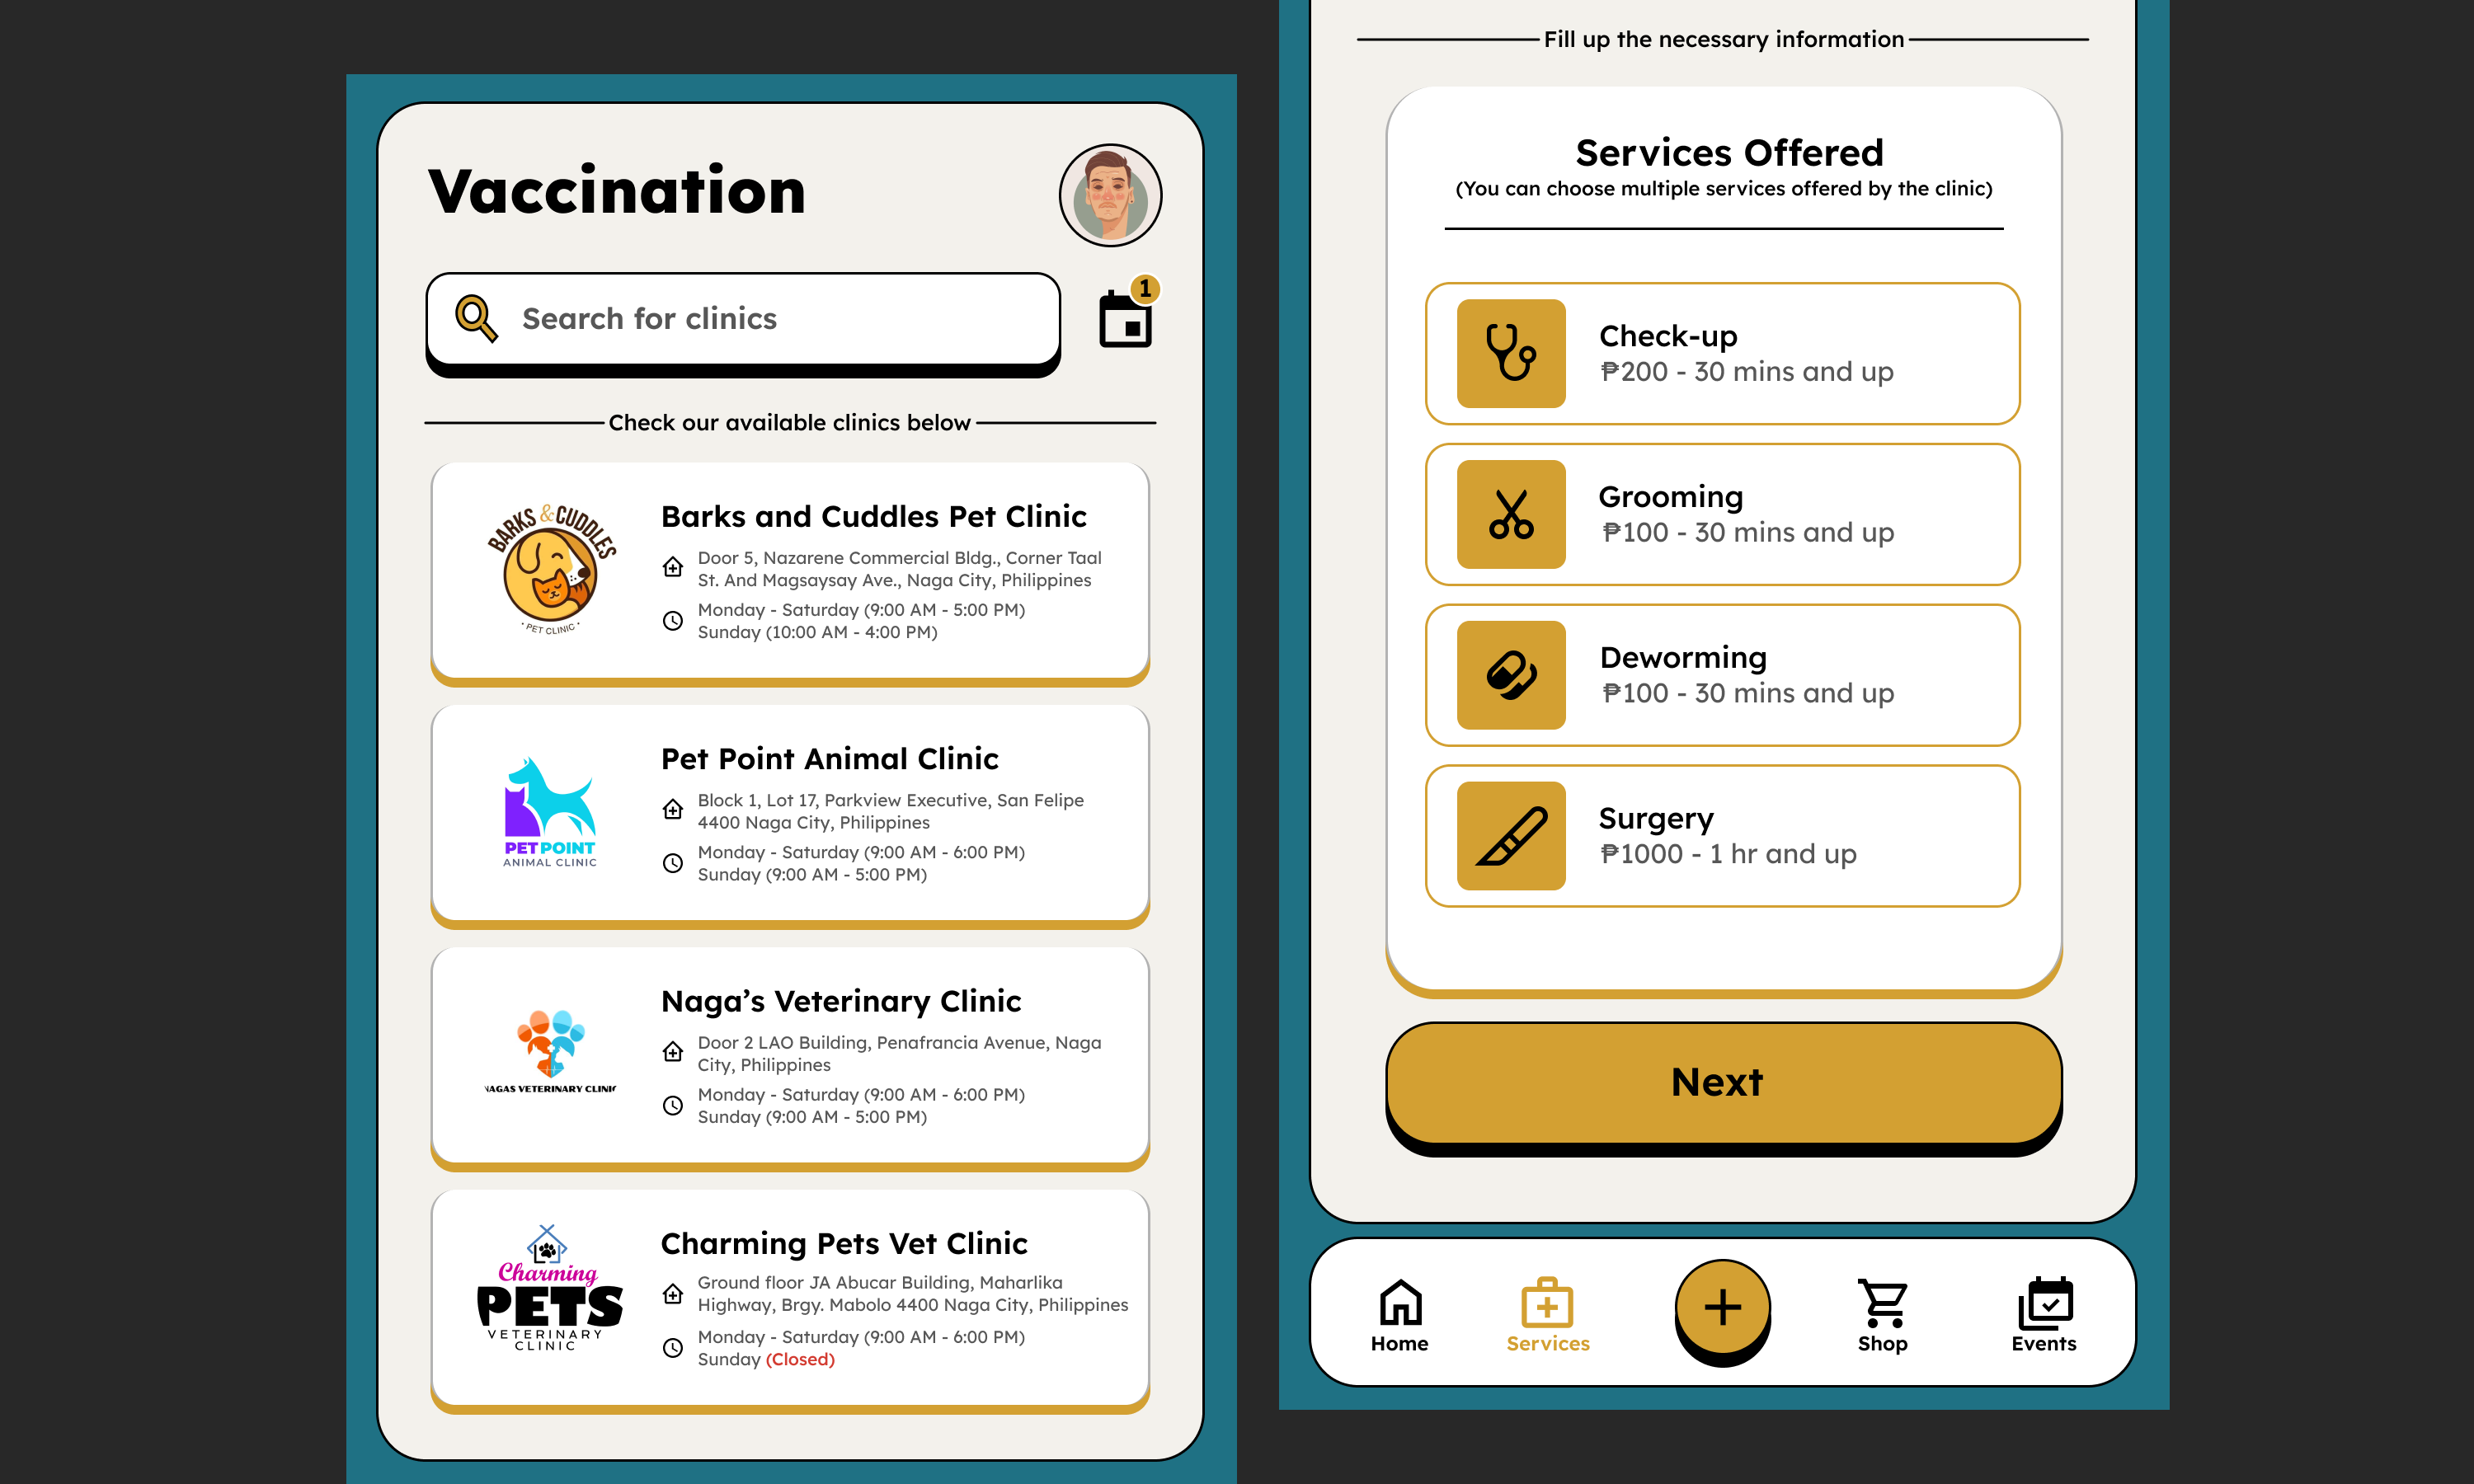 Vaccination
Search for clinics
1
Check our available clinics below
BARKS & CUDDLES
• PET CLINIC •
Barks and Cuddles Pet Clinic
Door 5, Nazarene Commercial Bldg., Corner Taal
St. And Magsaysay Ave., Naga City, Philippines
Monday - Saturday (9:00 AM - 5:00 PM)
Sunday (10:00 AM - 4:00 PM)
PETPOINT
ANIMAL CLINIC
Pet Point Animal Clinic
Block 1, Lot 17, Parkview Executive, San Felipe
4400 Naga City, Philippines
Monday - Saturday (9:00 AM - 6:00 PM)
Sunday (9:00 AM - 5:00 PM)
NAGAS VETERINARY CLINIC
Naga’s Veterinary Clinic
Door 2 LAO Building, Penafrancia Avenue, Naga
City, Philippines
Monday - Saturday (9:00 AM - 6:00 PM)
Sunday (9:00 AM - 5:00 PM)
Charming
PETS
VETERINARY
CLINIC
Charming Pets Vet Clinic
Ground floor JA Abucar Building, Maharlika
Highway, Brgy. Mabolo 4400 Naga City, Philippines
Monday - Saturday (9:00 AM - 6:00 PM)
Sunday (Closed)
Fill up the necessary information
Services Offered
(You can choose multiple services offered by the clinic)
Check-up
₱200 - 30 mins and up
Grooming
₱100 - 30 mins and up
Deworming
₱100 - 30 mins and up
Surgery
₱1000 - 1 hr and up
Next
Home
Services
Shop
Events